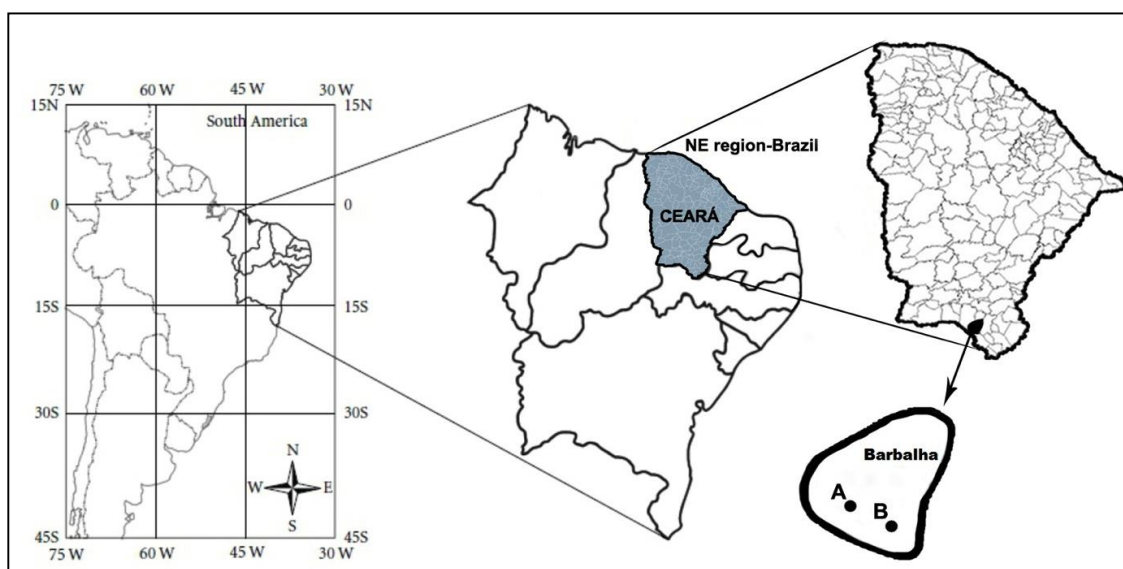 75 W 60 W 45 W 30 W
15N 15N
South America
0 0
15S 15S
30S 30S
N
W E
S
45S 45S
75 W 60 W 45 W 30 W
NE region-Brazil
CEARÁ
Barbalha
A
B